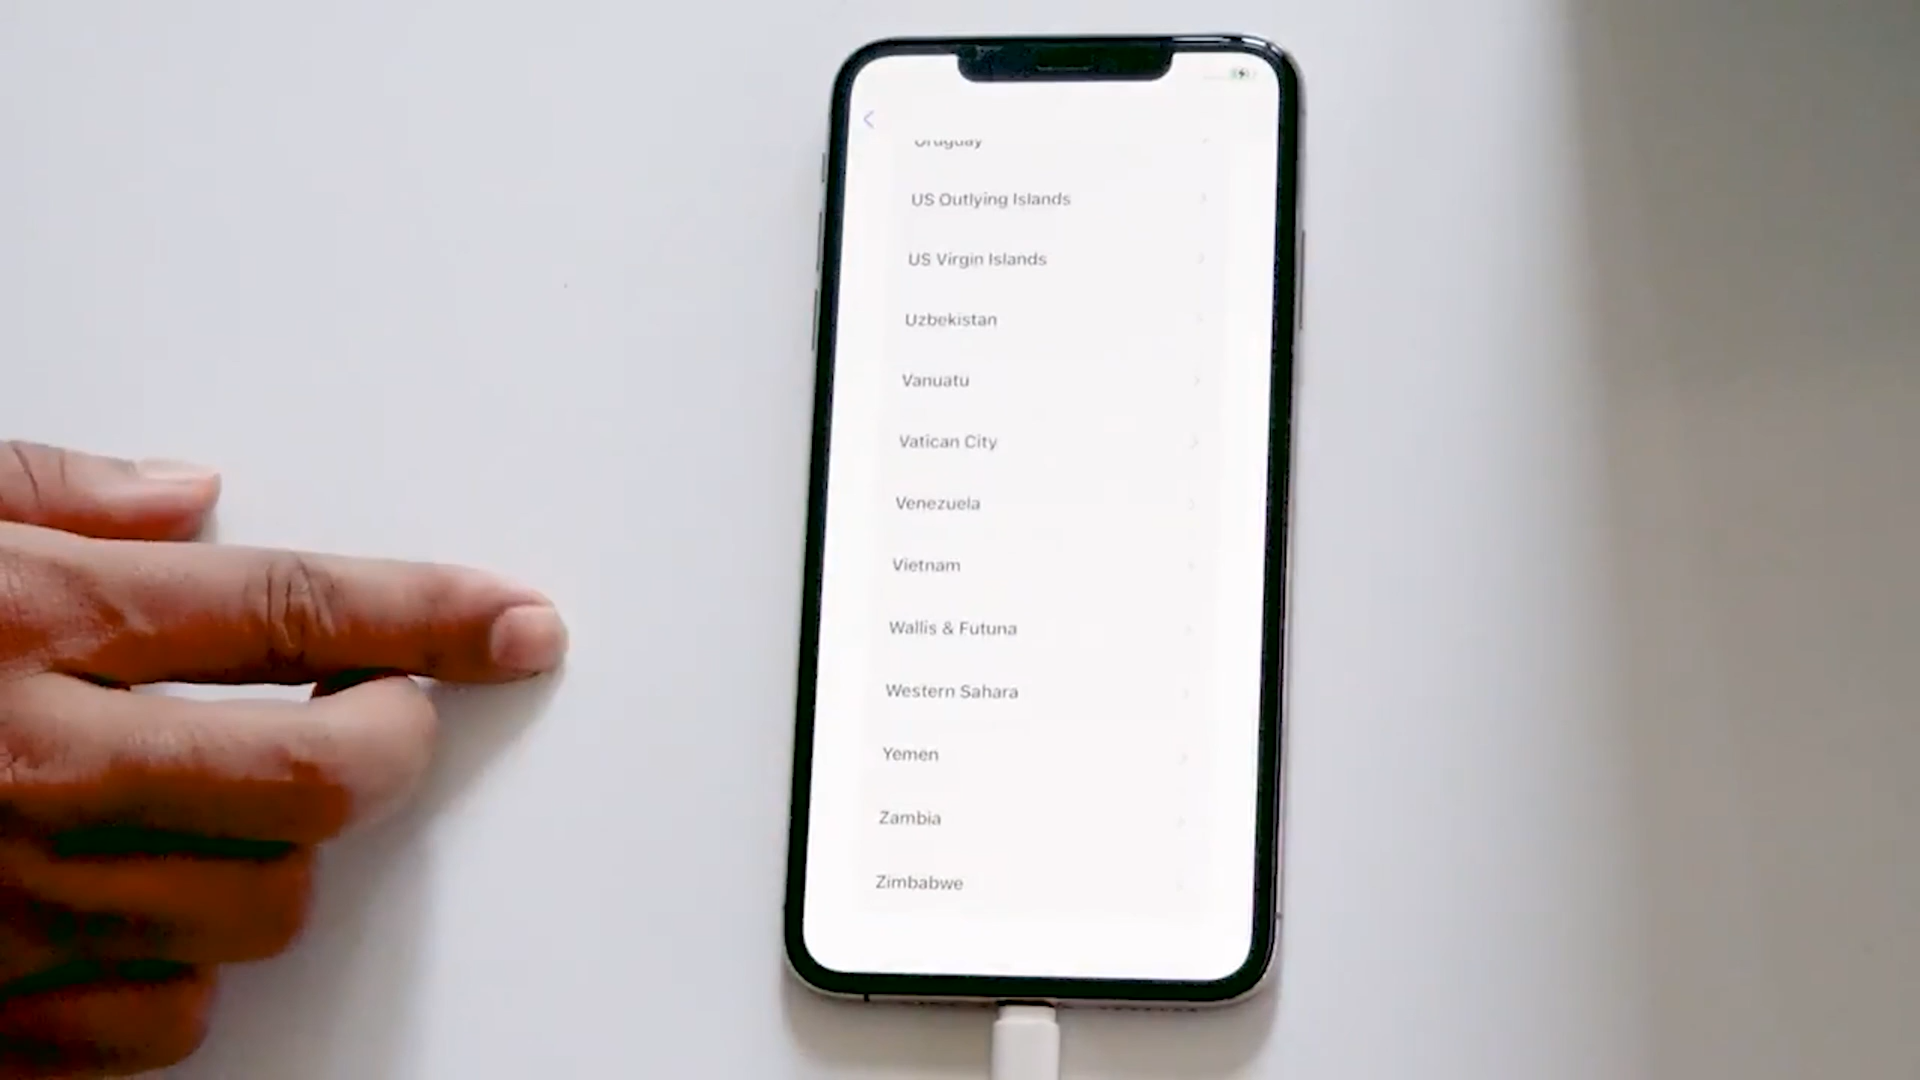 Uruguay
US Outlying Islands
US Virgin Islands
Uzbekistan
Vanuatu
Vatican City
Venezuela
Vietnam
Wallis & Futuna
Western Sahara
Yemen
Zambia
Zimbabwe